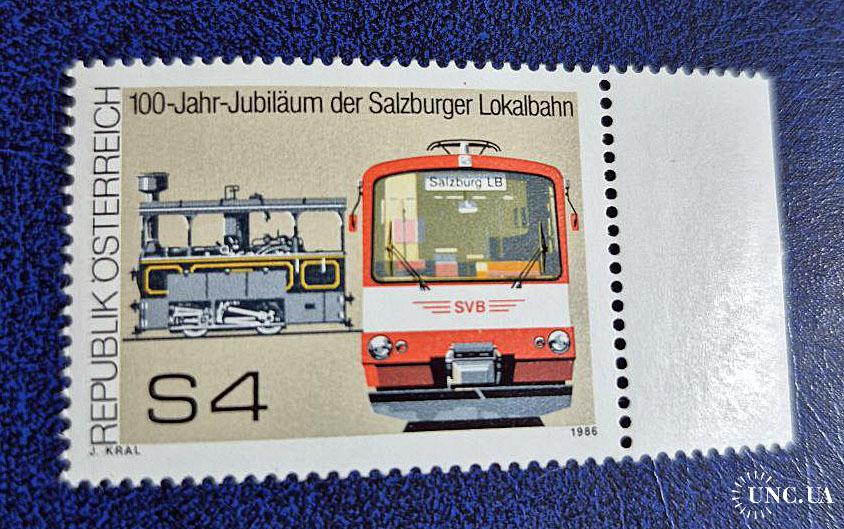 100-Jahr-Jubiläum der Salzburger Lokalbahn
REPUBLIK ÖSTERREICH
Salzburg LB
SVB
S4
J. KRAL
1986
UNC.UA